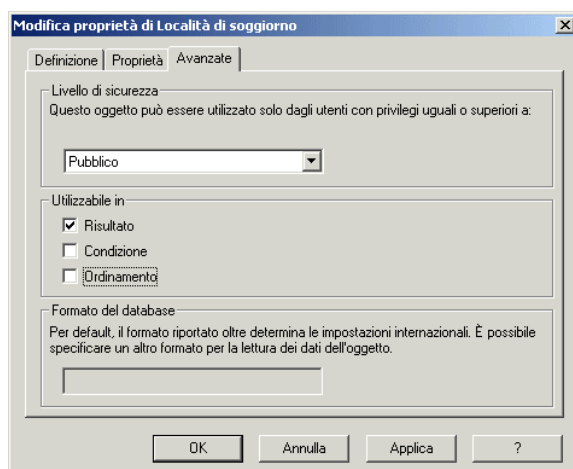 Modifica proprietà di Località di soggiorno
Definizione Proprietà Avanzate
Livello di sicurezza
Questo oggetto può essere utilizzato solo dagli utenti con privilegi uguali o superiori a:
Pubblico
Utilizzabile in
Risultato
Condizione
Ordinamento
Formato del database
Per default, il formato riportato oltre determina le impostazioni internazionali. È possibile
specificare un altro formato per la lettura dei dati dell'oggetto.
OK Annulla Applica ?